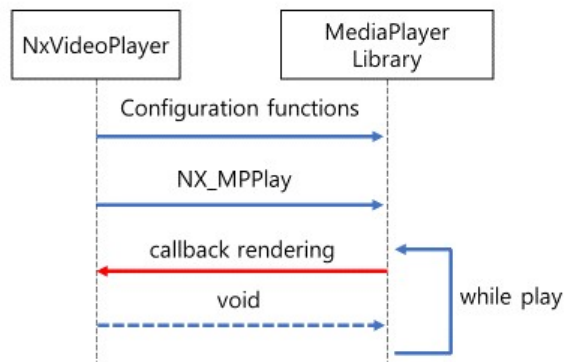 NxVideoPlayer
MediaPlayer
Library
Configuration functions
NX_MPPlay
callback rendering
void
while play